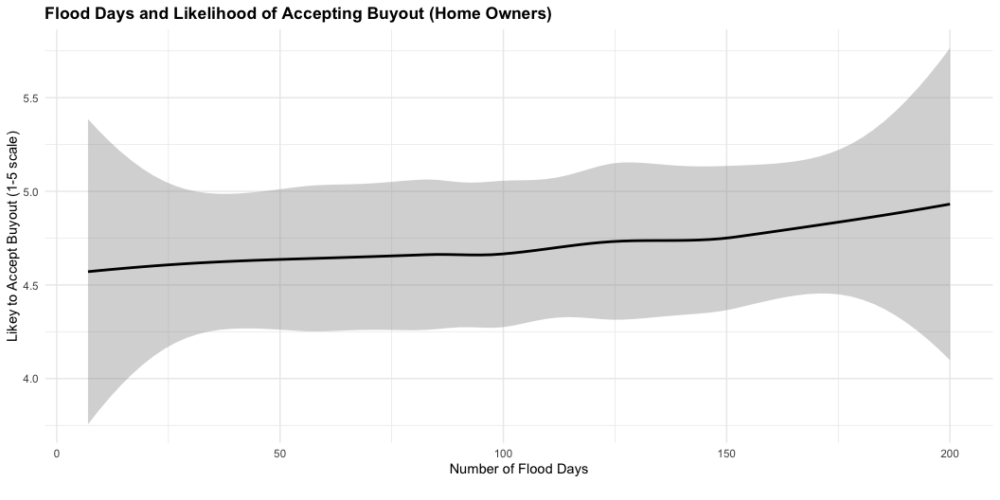 Flood Days and Likelihood of Accepting Buyout (Home Owners)
Likey to Accept Buyout (1-5 scale)
5.5
5.0
4.5
4.0
0 50 100 150 200
Number of Flood Days